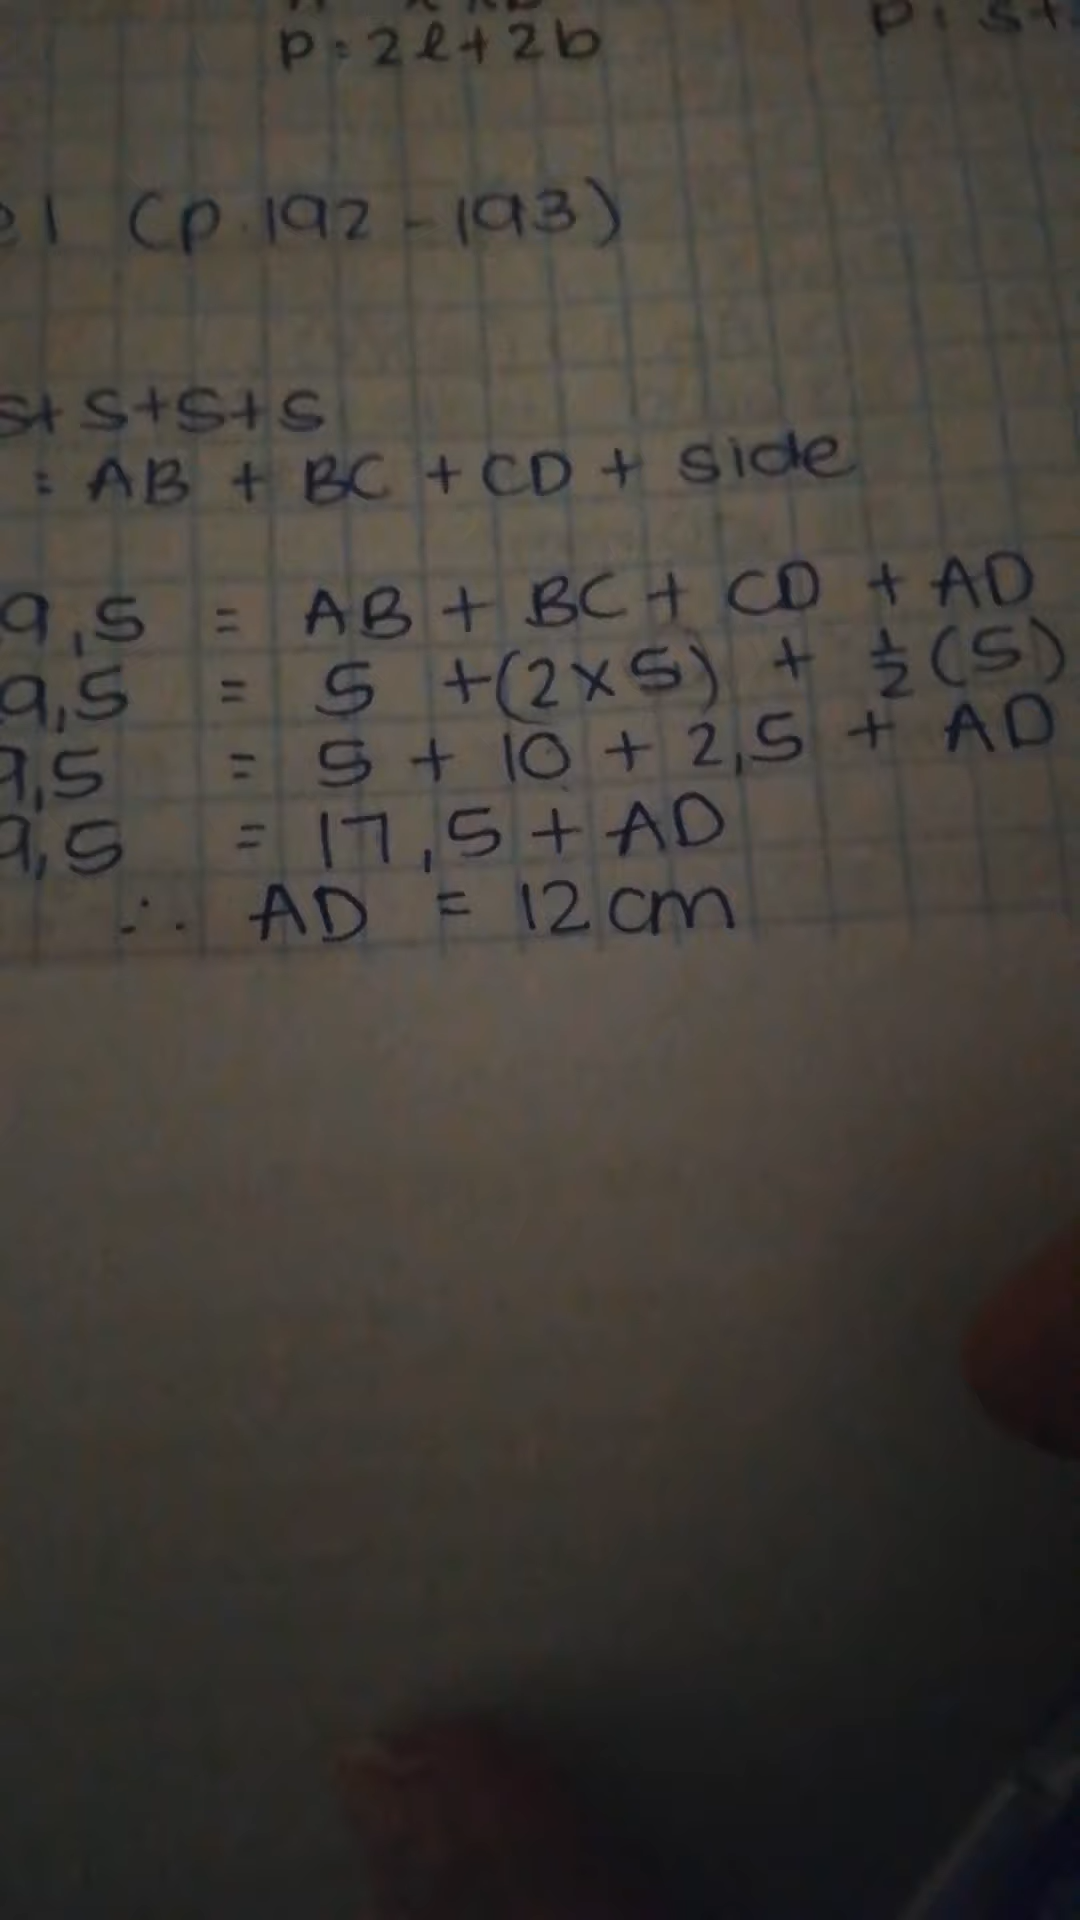 p = 2l + 2b
p: s+
1 (p. 192 - 193)
s + s + s + s
= AB + BC + CD + side
9,5 = AB + BC + CD + AD
9,5 = 5 + (2 x 5) + ½ (5)
9,5 = 5 + 10 + 2,5 + AD
9,5 = 17,5 + AD
∴ AD = 12 cm